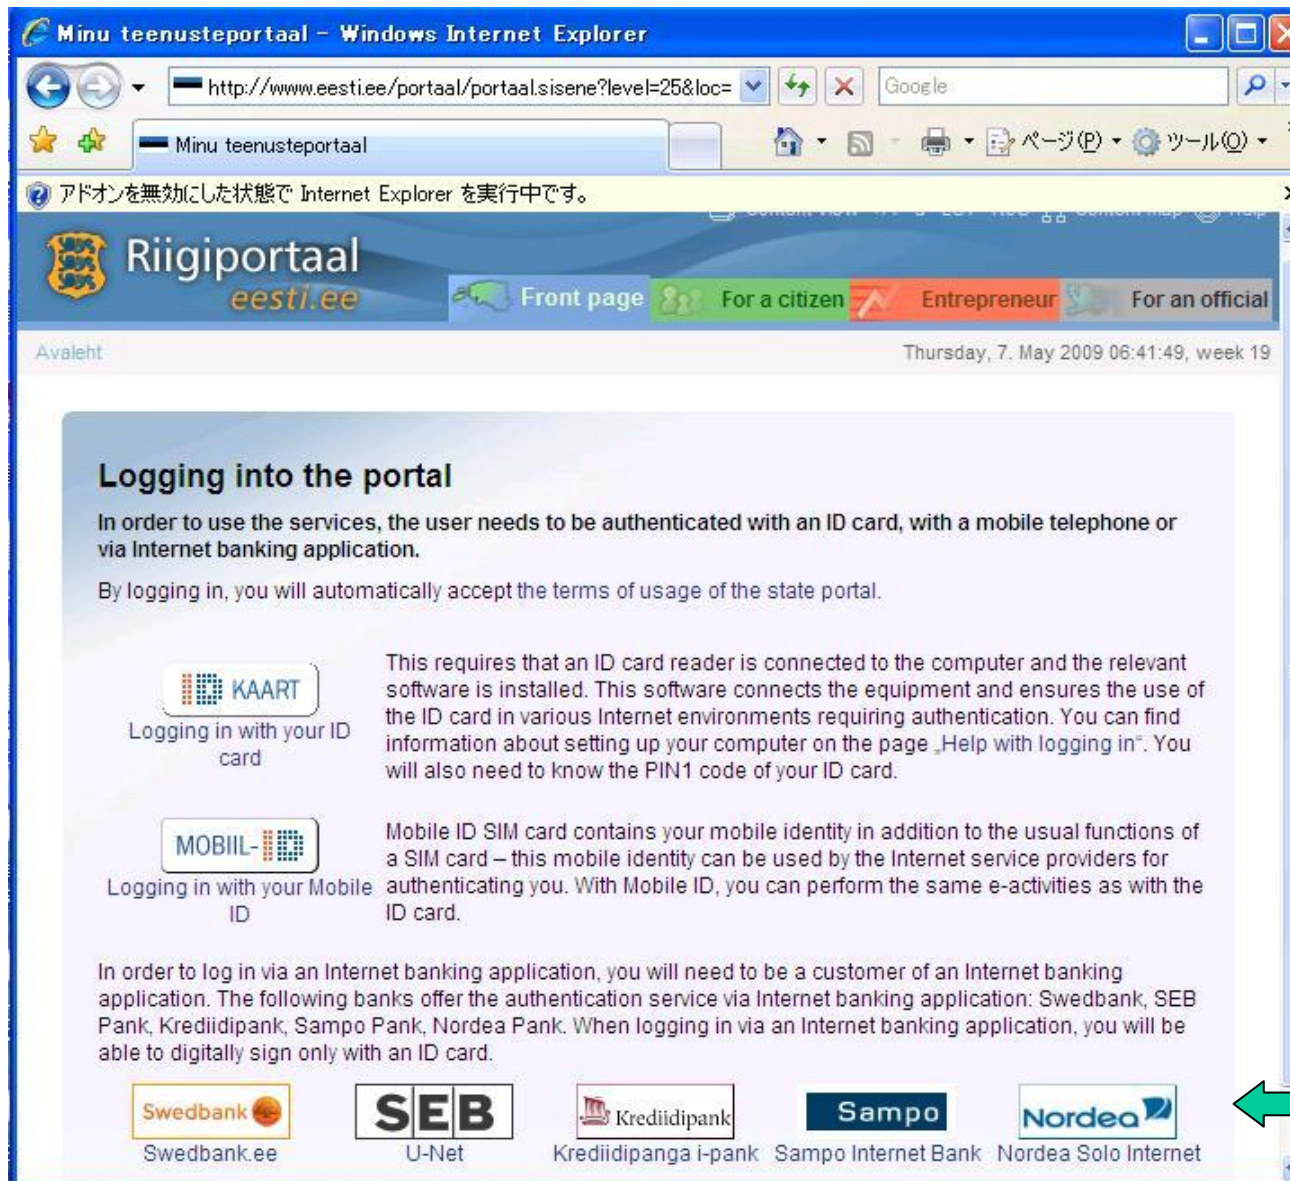 Minu teenusteportaal - Windows Internet Explorer
http://www.eesti.ee/portaal/portaal.sisene?level=25&loc=
Google
Minu teenusteportaal
ページ(P)
ツール(O)
アドオンを無効にした状態で Internet Explorer を実行中です。
Content view
Content map
Help
Riigiportaal
eesti.ee
Front page
For a citizen
Entrepreneur
For an official
Avaleht
Thursday, 7. May 2009 06:41:49, week 19
Logging into the portal
In order to use the services, the user needs to be authenticated with an ID card, with a mobile telephone or
via Internet banking application.
By logging in, you will automatically accept the terms of usage of the state portal.
ID KAART
Logging in with your ID
card
This requires that an ID card reader is connected to the computer and the relevant
software is installed. This software connects the equipment and ensures the use of
the ID card in various Internet environments requiring authentication. You can find
information about setting up your computer on the page „Help with logging in“. You
will also need to know the PIN1 code of your ID card.
MOBIIL-ID
Logging in with your Mobile
ID
Mobile ID SIM card contains your mobile identity in addition to the usual functions of
a SIM card – this mobile identity can be used by the Internet service providers for
authenticating you. With Mobile ID, you can perform the same e-activities as with the
ID card.
In order to log in via an Internet banking application, you will need to be a customer of an Internet banking
application. The following banks offer the authentication service via Internet banking application: Swedbank, SEB
Pank, Krediidipank, Sampo Pank, Nordea Pank. When logging in via an Internet banking application, you will be
able to digitally sign only with an ID card.
Swedbank
SEB
Krediidipank
Sampo
Nordea
Swedbank.ee
U-Net
Krediidipanga i-pank
Sampo Internet Bank
Nordea Solo Internet